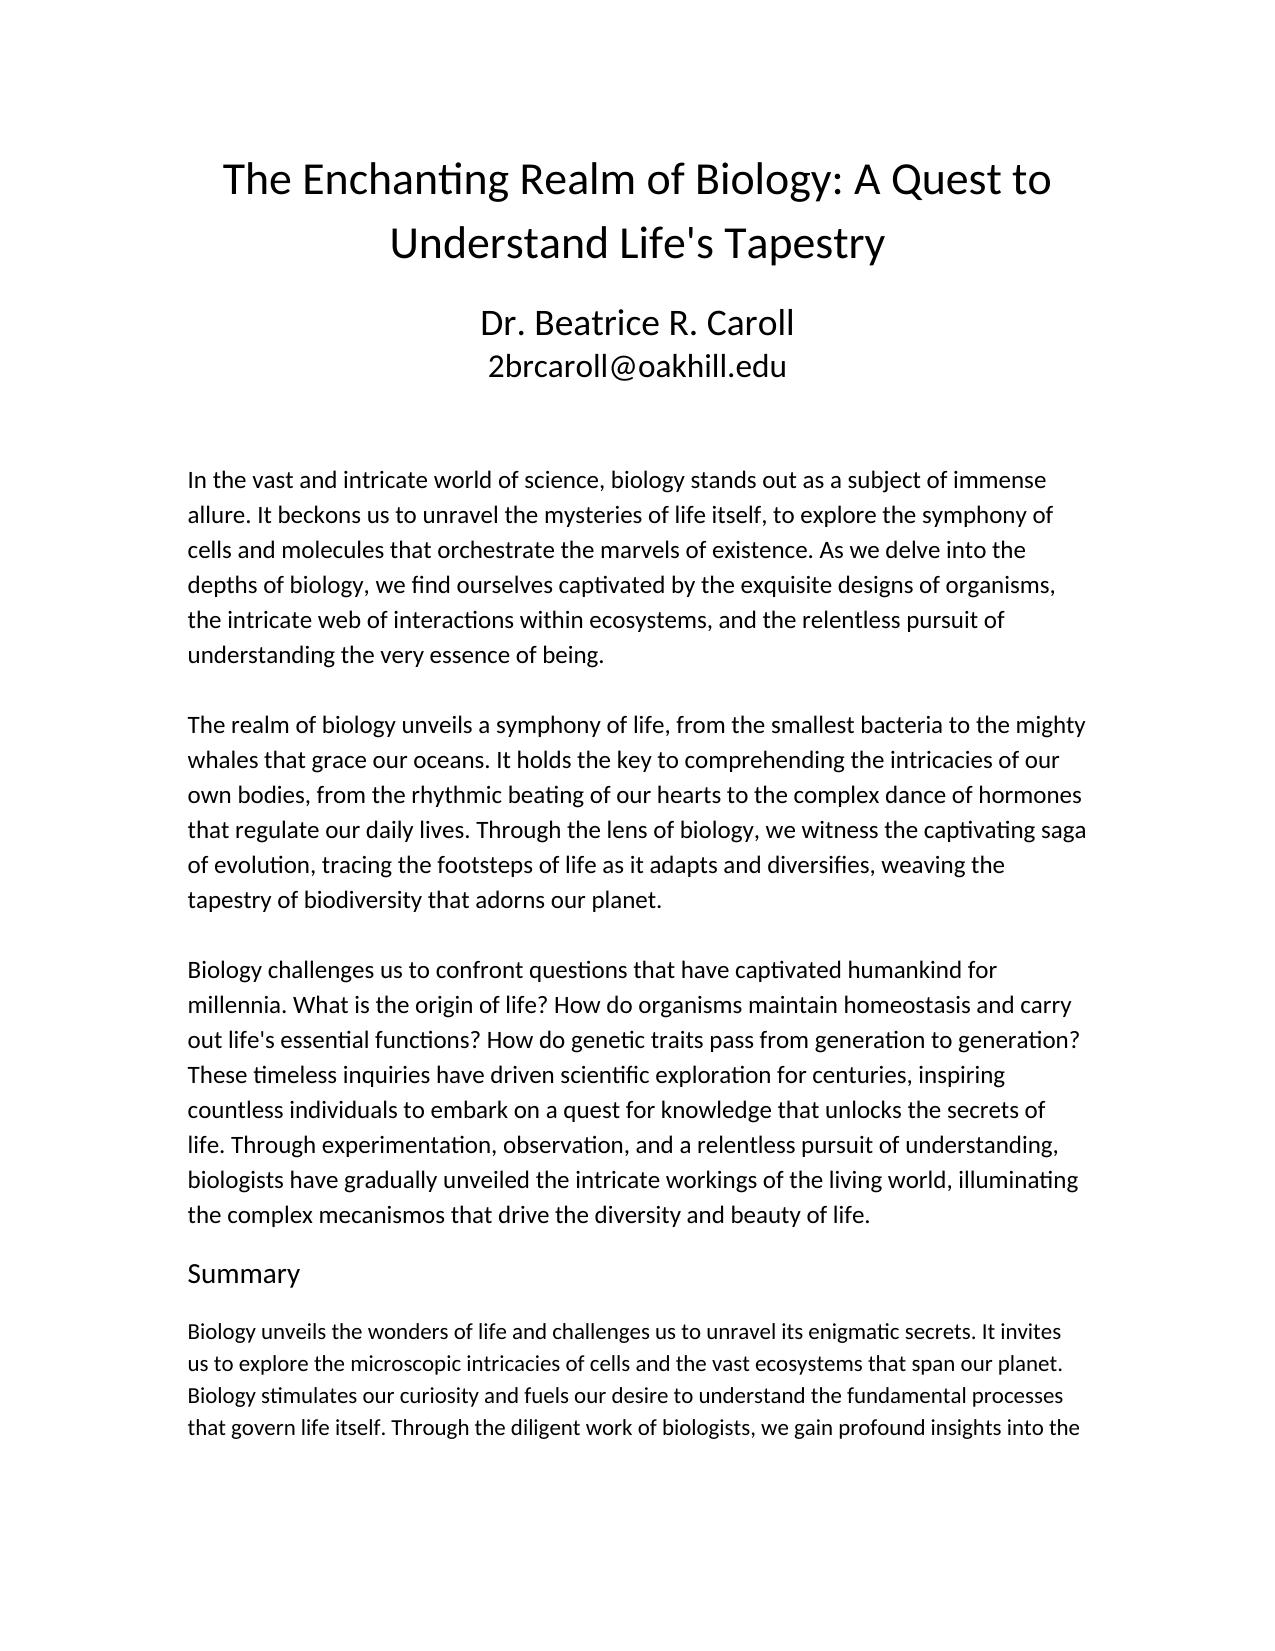 The Enchanting Realm of Biology: A Quest to
Understand Life's Tapestry
Dr. Beatrice R. Caroll
2brcaroll@oakhill.edu
In the vast and intricate world of science, biology stands out as a subject of immense
allure. It beckons us to unravel the mysteries of life itself, to explore the symphony of
cells and molecules that orchestrate the marvels of existence. As we delve into the
depths of biology, we find ourselves captivated by the exquisite designs of organisms,
the intricate web of interactions within ecosystems, and the relentless pursuit of
understanding the very essence of being.
The realm of biology unveils a symphony of life, from the smallest bacteria to the mighty
whales that grace our oceans. It holds the key to comprehending the intricacies of our
own bodies, from the rhythmic beating of our hearts to the complex dance of hormones
that regulate our daily lives. Through the lens of biology, we witness the captivating saga
of evolution, tracing the footsteps of life as it adapts and diversifies, weaving the
tapestry of biodiversity that adorns our planet.
Biology challenges us to confront questions that have captivated humankind for
millennia. What is the origin of life? How do organisms maintain homeostasis and carry
out life's essential functions? How do genetic traits pass from generation to generation?
These timeless inquiries have driven scientific exploration for centuries, inspiring
countless individuals to embark on a quest for knowledge that unlocks the secrets of
life. Through experimentation, observation, and a relentless pursuit of understanding,
biologists have gradually unveiled the intricate workings of the living world, illuminating
the complex mecanismos that drive the diversity and beauty of life.
Summary
Biology unveils the wonders of life and challenges us to unravel its enigmatic secrets. It invites
us to explore the microscopic intricacies of cells and the vast ecosystems that span our planet.
Biology stimulates our curiosity and fuels our desire to understand the fundamental processes
that govern life itself. Through the diligent work of biologists, we gain profound insights into the